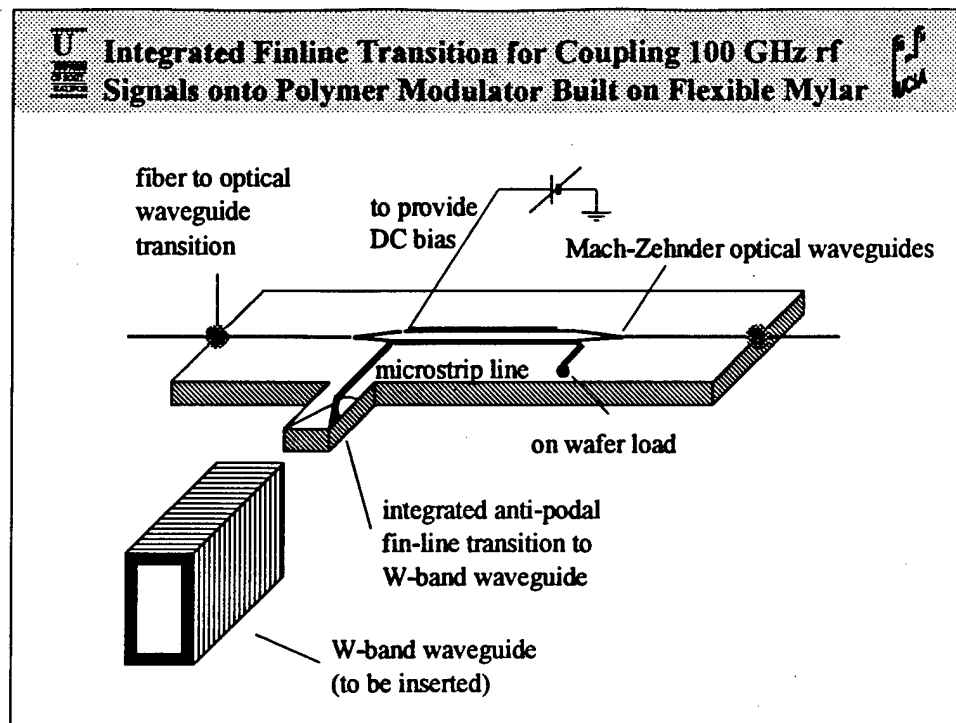 Integrated Finline Transition for Coupling 100 GHz rf
Signals onto Polymer Modulator Built on Flexible Mylar
U
fiber to optical
waveguide
transition
to provide
DC bias
Mach-Zehnder optical waveguides
microstrip line
on wafer load
integrated anti-podal
fin-line transition to
W-band waveguide
W-band waveguide
(to be inserted)